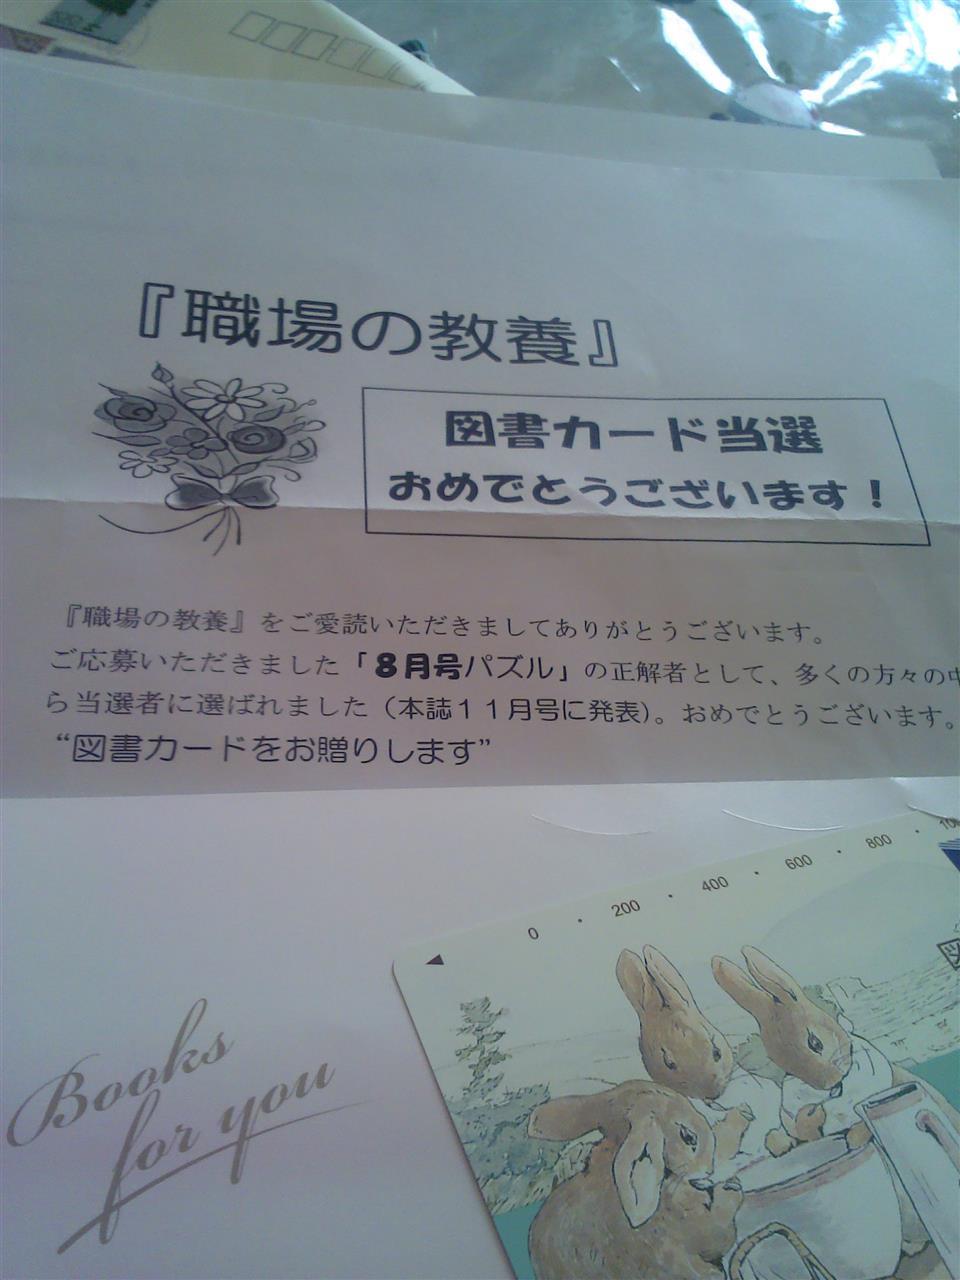 『職場の教養』
図書カード当選
おめでとうございます！
『職場の教養』をご愛読いただきましてありがとうございます。
ご応募いただきました「８月号パズル」の正解者として、多くの方々の中
ら当選者に選ばれました（本誌１１月号に発表）。おめでとうございます。
“図書カードをお贈りします”
0 ・ 200 ・ 400 ・ 600 ・ 800 ・
図
Books
for you